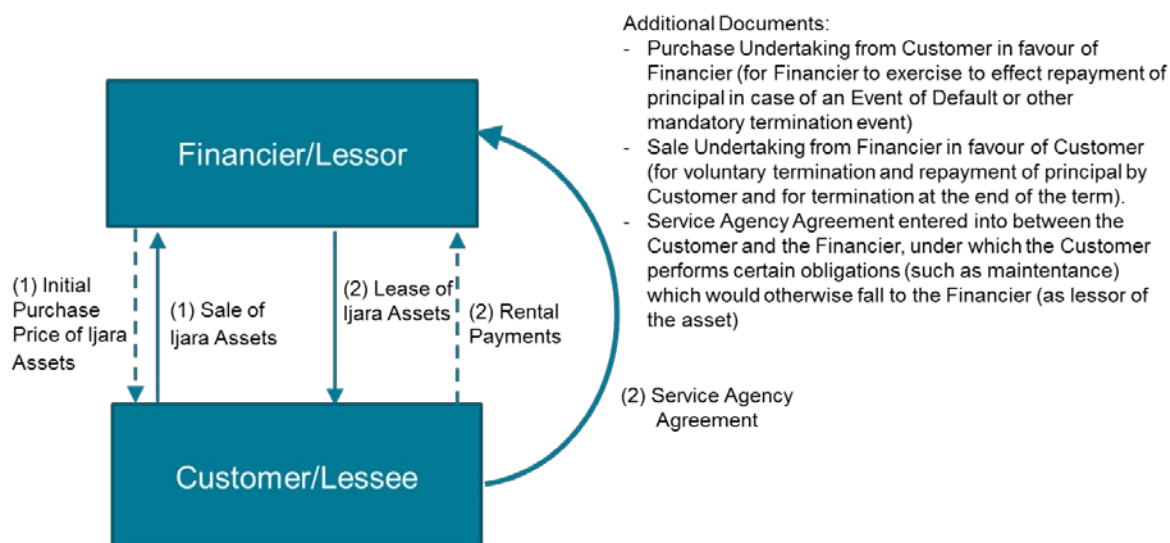 Additional Documents:
- Purchase Undertaking from Customer in favour of
Financier (for Financier to exercise to effect repayment of
principal in case of an Event of Default or other
mandatory termination event)
- Sale Undertaking from Financier in favour of Customer
(for voluntary termination and repayment of principal by
Customer and for termination at the end of the term).
- Service Agency Agreement entered into between the
Customer and the Financier, under which the Customer
performs certain obligations (such as maintentance)
which would otherwise fall to the Financier (as lessor of
the asset)
Financier/Lessor
(1) Initial
Purchase
Price of Ijara
Assets
(1) Sale of
Ijara Assets
(2) Lease of
Ijara Assets
(2) Rental
Payments
(2) Service Agency
Agreement
Customer/Lessee